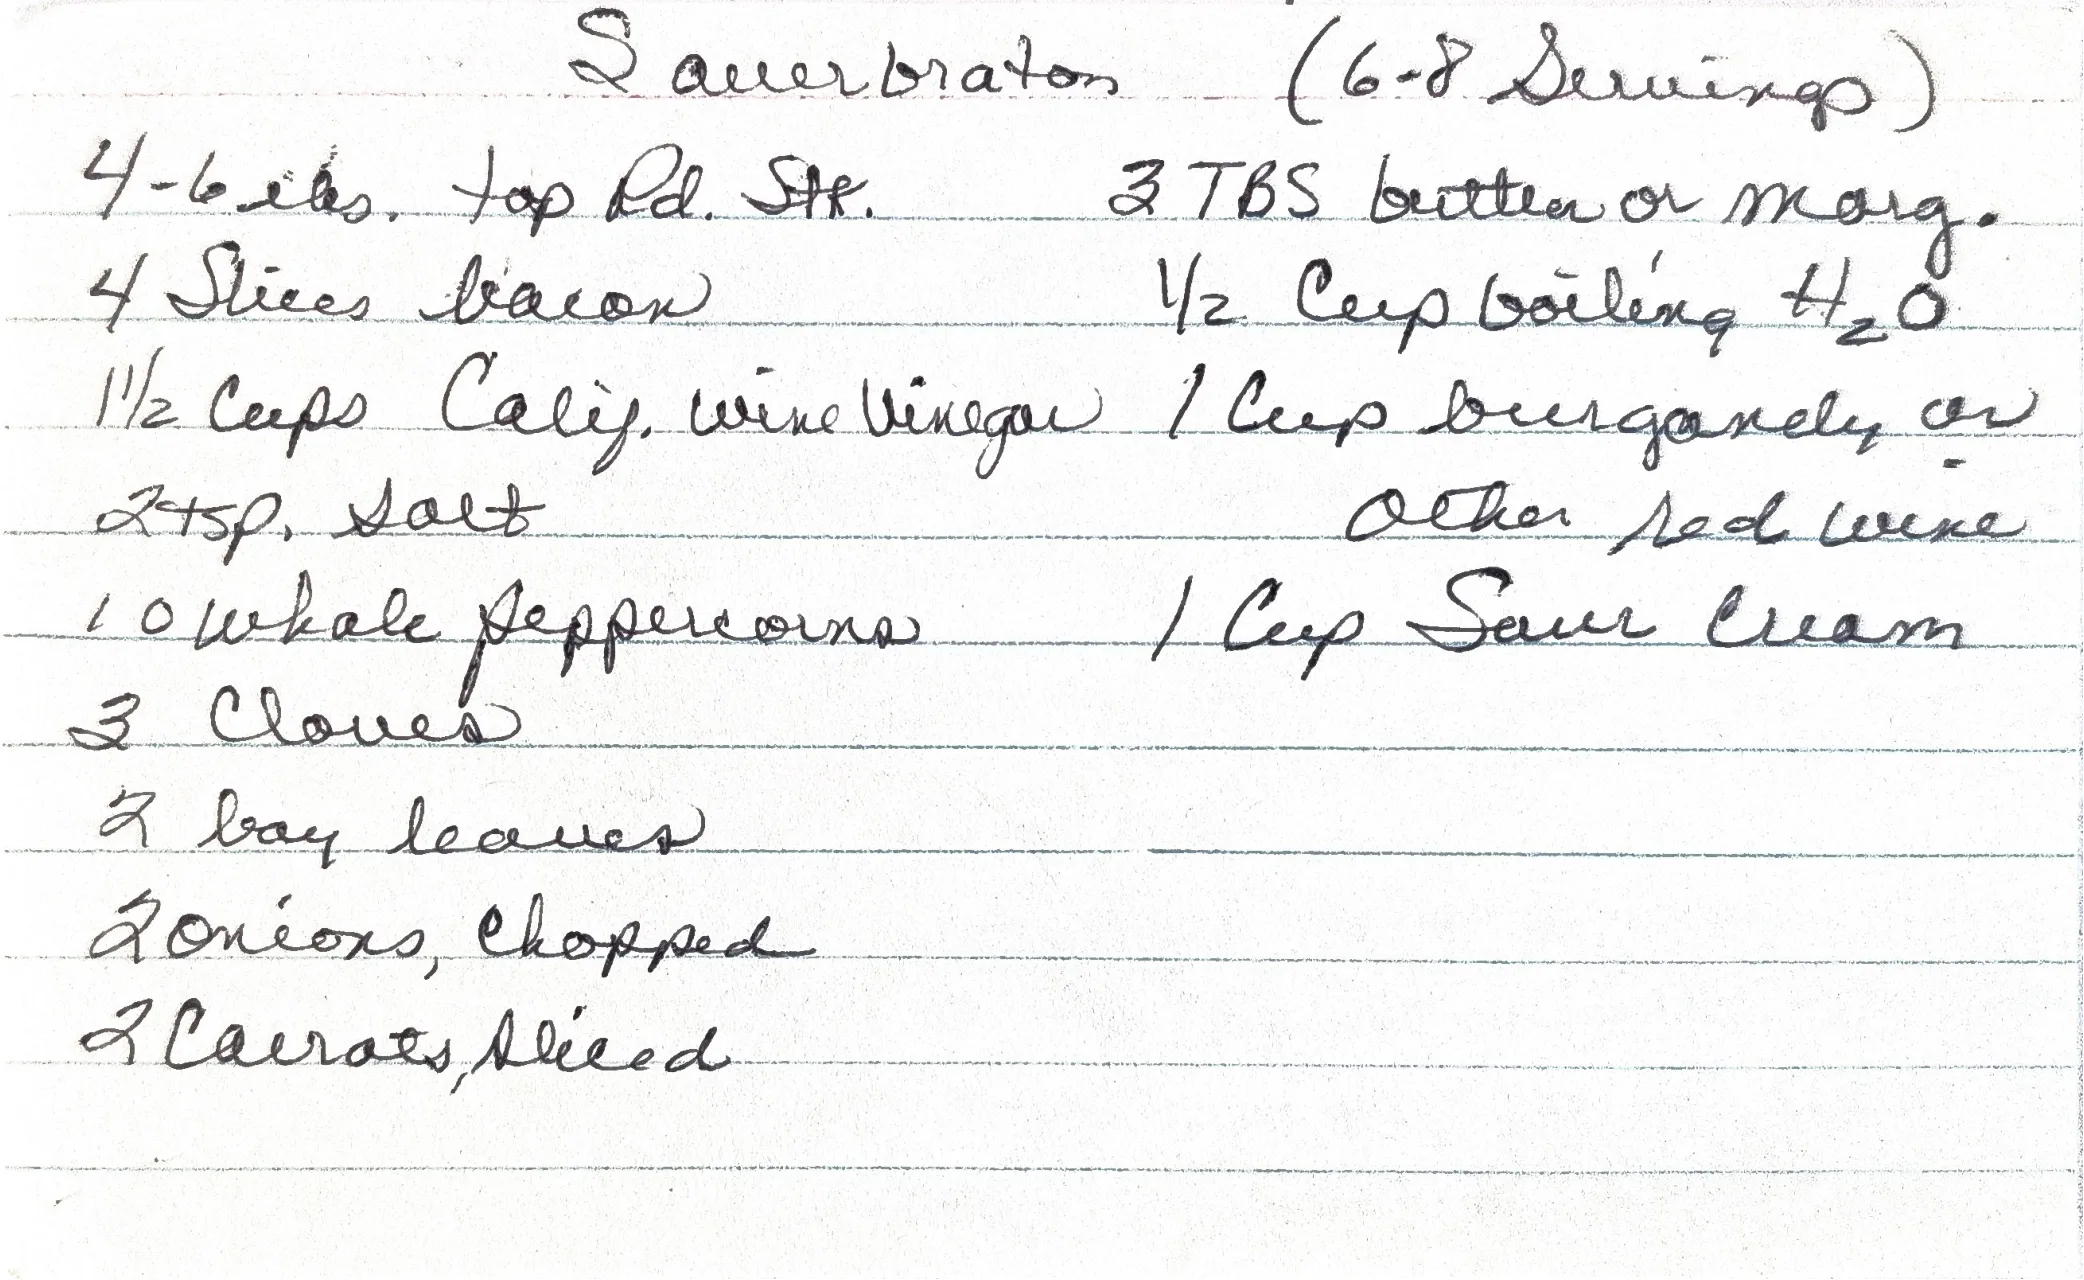 Sauerbraton (6-8 Servings)
4-6 lbs. top Rd. Stk.
4 Slices bacon
1 1/2 Cups Calif. wine Vinegar
2 tsp. salt
10 whole peppercorns
3 Cloves
2 bay leaves
2 onions, chopped
2 Carrots, sliced
3 TBS butter or marg.
1/2 Cup boiling H2O
1 Cup burgandy or
other red wine
1 Cup Sour Cream